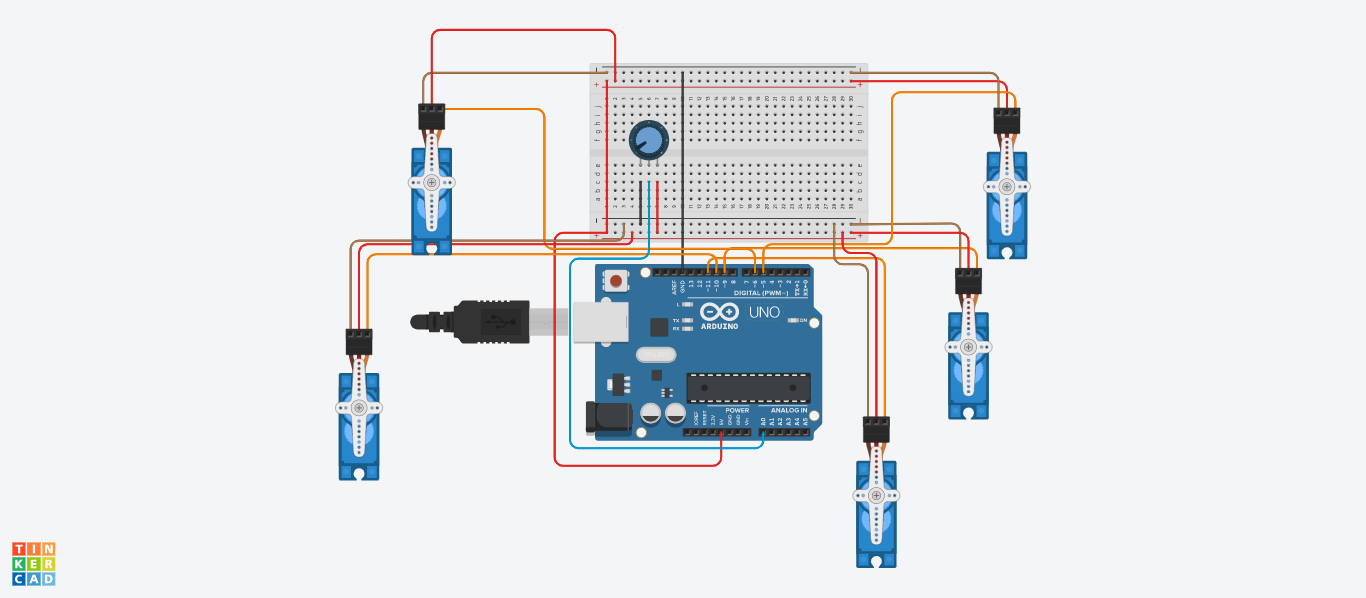 AREF
GND
13
12
~11
~10
~9
8
7
~6
~5
4
~3
2
TX→1
RX←0
DIGITAL (PWM~)
L
TX
RX
UNO
ARDUINO
ON
POWER
ANALOG IN
IOREF
RESET
3.3V
5V
GND
GND
Vin
A0
A1
A2
A3
A4
A5
TIN
KER
CAD